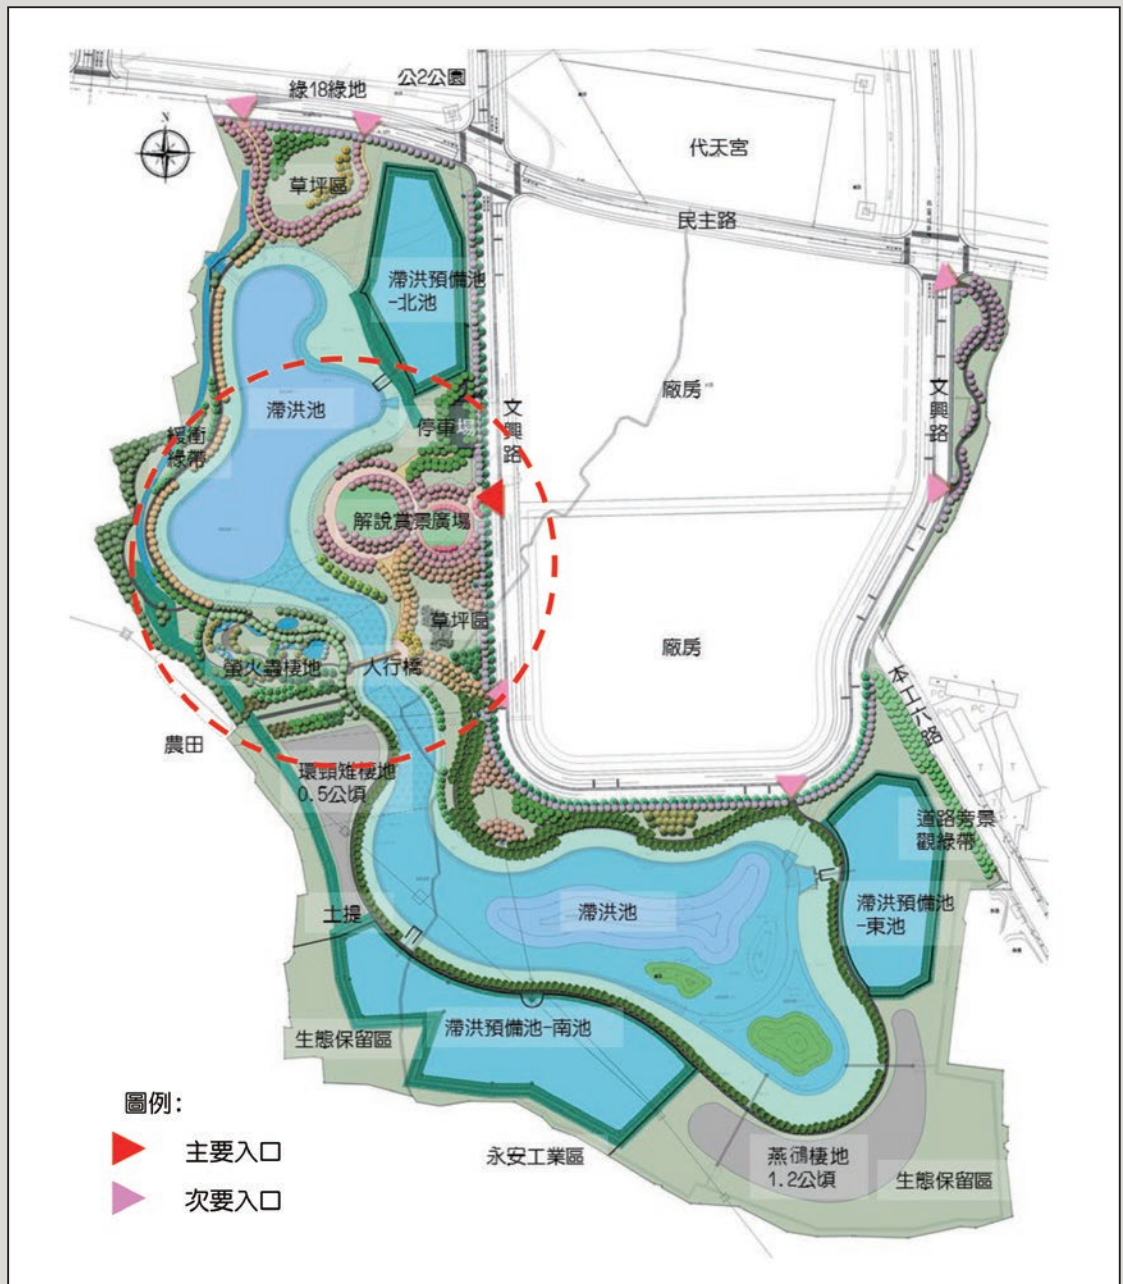 綠18綠地
公2公園
N
代天宮
草坪區
民主路
滯洪預備池
-北池
廠房
文興路
滯洪池
文興路
停車場
緩衝
綠帶
解說賞景廣場
草坪區
廠房
螢火蟲棲地
人行橋
本工六路
農田
環頸雉棲地
0.5公頃
道路旁景
觀綠帶
滯洪預備池
-東池
滯洪池
土提
滯洪預備池-南池
生態保留區
圖例：
主要入口
永安工業區
燕鴴棲地
1.2公頃
生態保留區
次要入口